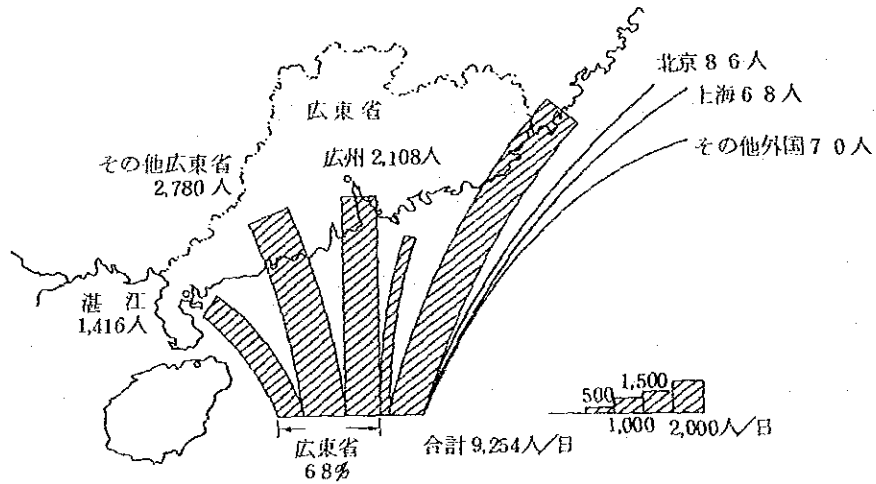 北京86人
上海68人
その他外国70人
広東省
広州 2,108人
その他広東省
2,780人
湛江
1,416人
500
1,500
1,000
2,000人/日
広東省
68%
合計 9,254人/日